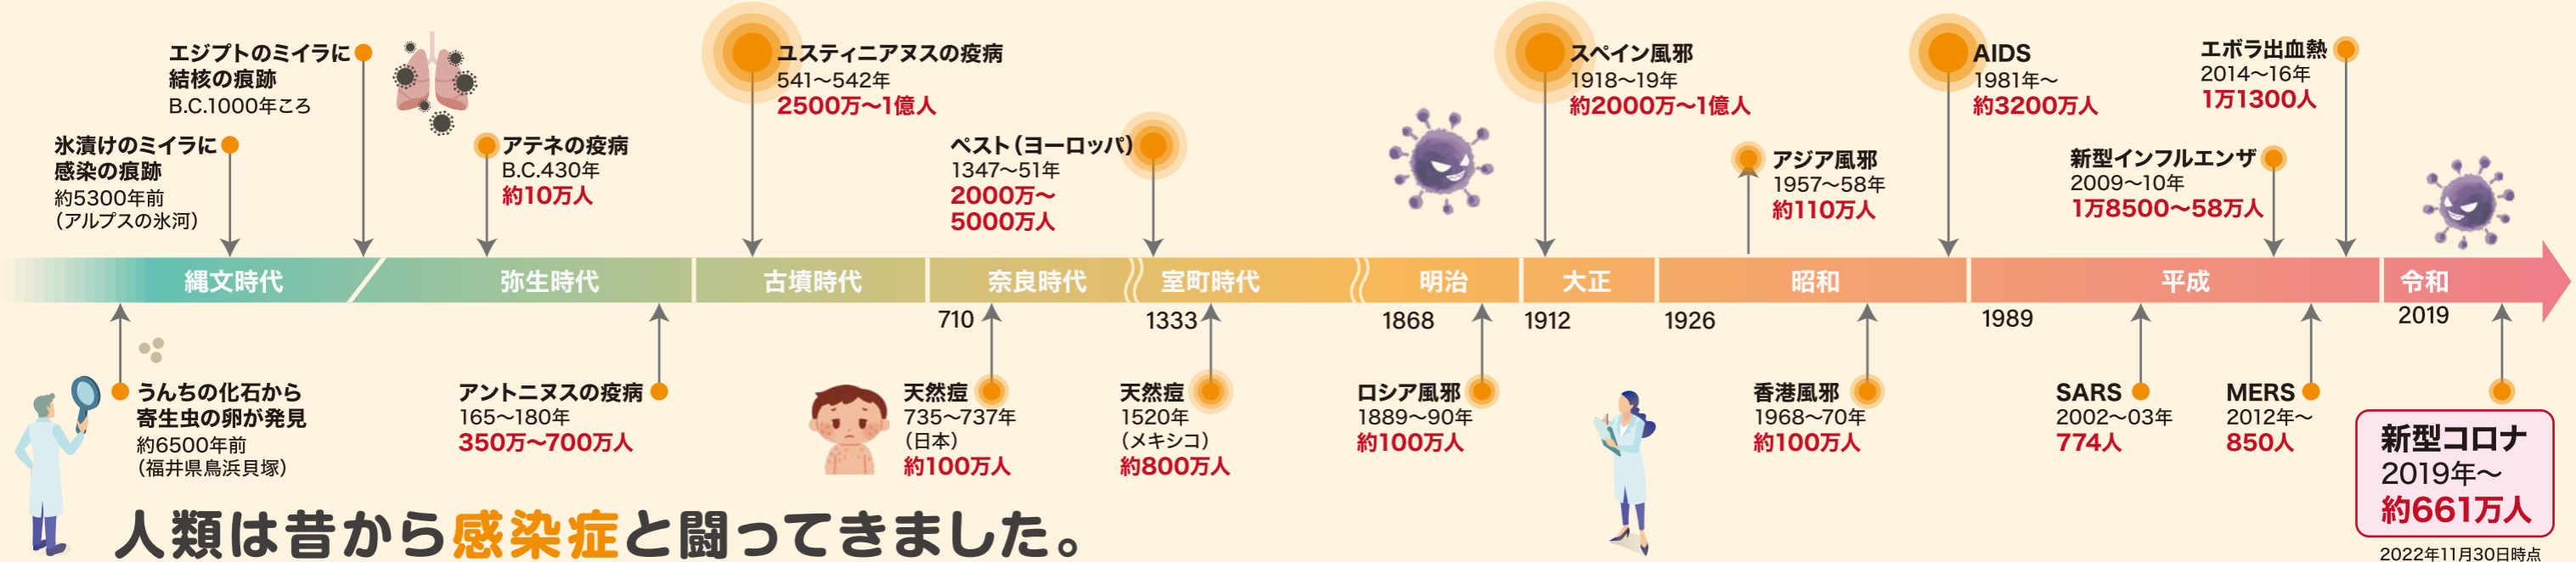 エジプトのミイラに
結核の痕跡
B.C.1000年ころ
氷漬けのミイラに
感染の痕跡
約5300年前
（アルプスの氷河）
アテネの疫病
B.C.430年
約10万人
ユスティニアヌスの疫病
541〜542年
2500万〜1億人
ペスト（ヨーロッパ）
1347〜51年
2000万〜
5000万人
スペイン風邪
1918〜19年
約2000万〜1億人
アジア風邪
1957〜58年
約110万人
AIDS
1981年〜
約3200万人
新型インフルエンザ
2009〜10年
1万8500〜58万人
エボラ出血熱
2014〜16年
1万1300人
縄文時代
弥生時代
古墳時代
奈良時代
室町時代
明治
大正
昭和
平成
令和
710
1333
1868
1912
1926
1989
2019
うんちの化石から
寄生虫の卵が発見
約6500年前
（福井県鳥浜貝塚）
アントニヌスの疫病
165〜180年
350万〜700万人
天然痘
735〜737年
（日本）
約100万人
天然痘
1520年
（メキシコ）
約800万人
ロシア風邪
1889〜90年
約100万人
香港風邪
1968〜70年
約100万人
SARS
2002〜03年
774人
MERS
2012年〜
850人
新型コロナ
2019年〜
約661万人
2022年11月30日時点
人類は昔から感染症と闘ってきました。